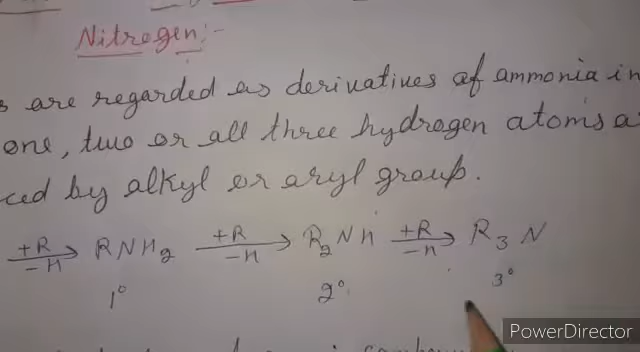 Nitrogen:-
are regarded as derivatives of ammonia in
one, two or all three hydrogen atoms a
ced by alkyl or aryl group.
+R -H → RNH₂ +R -H → R₂NH +R -H → R₃N
1° 2° 3°
PowerDirector